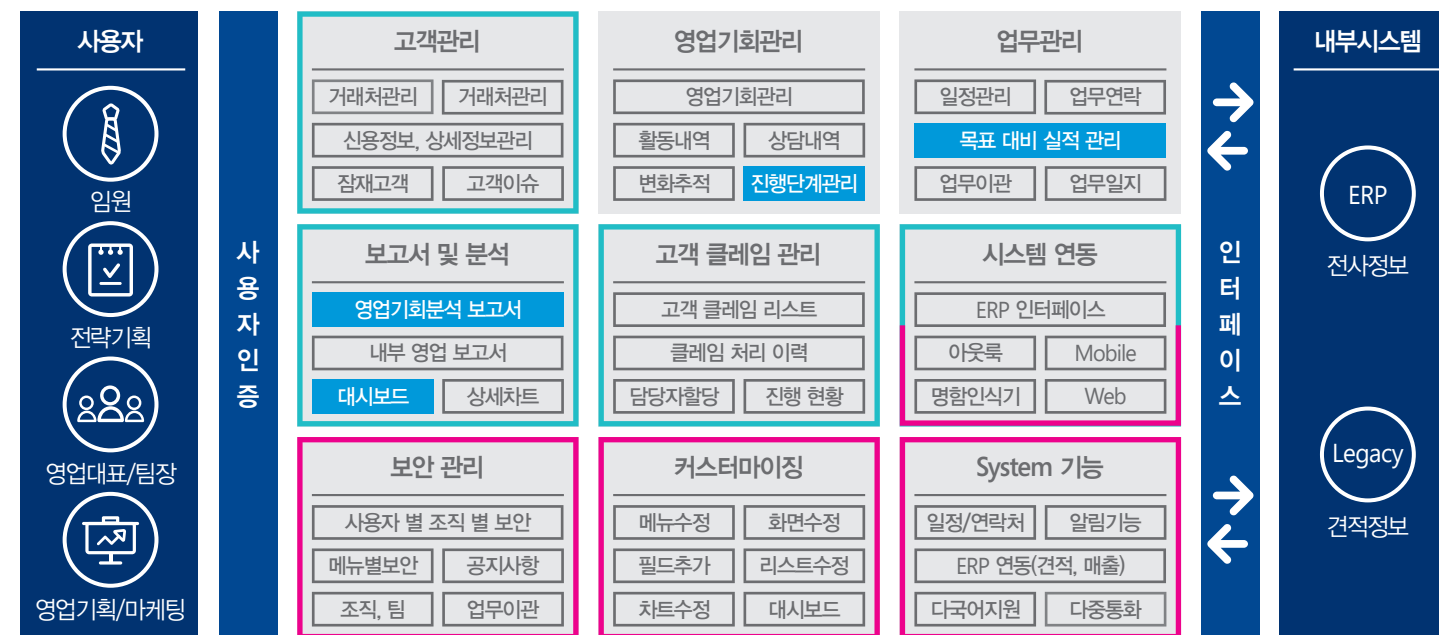 사용자
임원
전략기획
영업대표/팀장
영업기획/마케팅
사용자인증
고객관리
거래처관리 거래처관리
신용정보, 상세정보관리
잠재고객 고객이슈
영업기회관리
영업기회관리
활동내역 상담내역
변화추적 진행단계관리
업무관리
일정관리 업무연락
목표 대비 실적 관리
업무이관 업무일지
보고서 및 분석
영업기회분석 보고서
내부 영업 보고서
대시보드 상세차트
고객 클레임 관리
고객 클레임 리스트
클레임 처리 이력
담당자할당 진행 현황
시스템 연동
ERP 인터페이스
아웃룩 Mobile
명함인식기 Web
보안 관리
사용자 별 조직 별 보안
메뉴별보안 공지사항
조직, 팀 업무이관
커스터마이징
메뉴수정 화면수정
필드추가 리스트수정
차트수정 대시보드
System 기능
일정/연락처 알림기능
ERP 연동(견적, 매출)
다국어지원 다중통화
인터페이스
내부시스템
ERP
전사정보
Legacy
견적정보